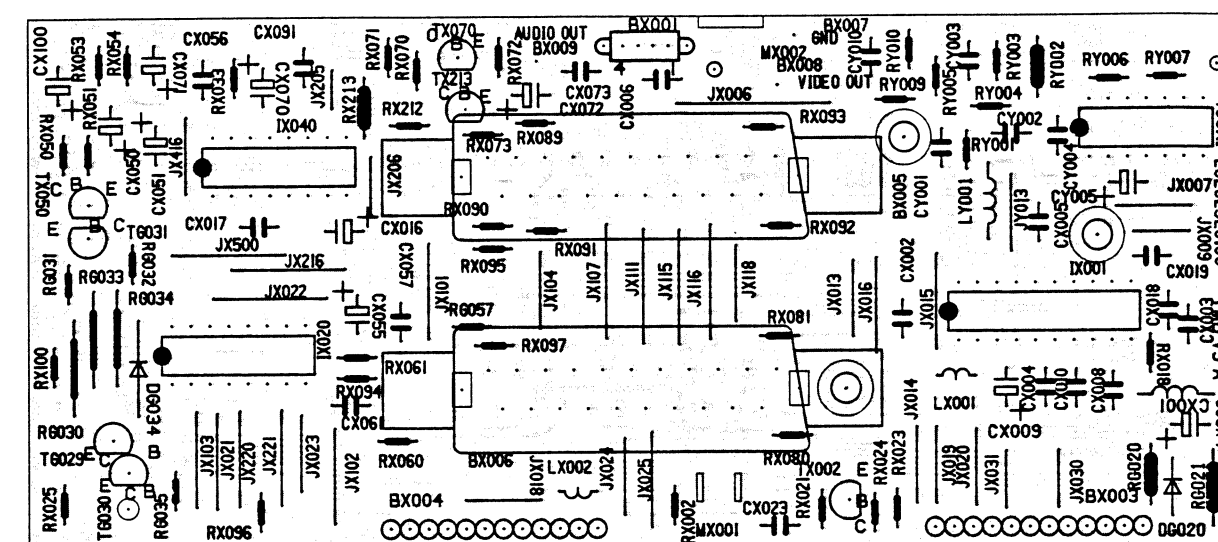 CX100
RX053
RX054
CX056
CX071
CX091
RX033
CX070
JX205
RX213
RX071
RX070
TX070
E
AUDIO OUT
BX009
RX072
BX001
4
CX073
CX072
CX006
BX007
GND
MX002
BX008
VIDEO OUT
CY010
RY010
CY003
RY003
RY002
RY005
RY006
RY007
RY009
RY004
JX006
RX051
RX050
TX213
C
E
RX212
IX040
RX089
RX073
RX093
CY002
RY001
CY004
CX050
CX051
JX416
JX206
TX050
C
B
E
E
B
C
TG031
CX017
CX016
RX090
RX091
RX092
BX005
CY001
LY001
JY013
CX005
CY005
JX007
JX009
JX500
JX216
JX022
RX095
CX057
JX101
JX104
JX107
JX111
JX115
JX116
JX118
JX013
JX016
CX002
JX015
IX001
CX019
CX018
CX003
RG033
RG034
RG032
CX055
RG057
RX081
RX097
IX020
RX061
RX094
CX061
RX100
DG034
RX018
LX001
CX004
CX010
CX008
CX009
JX014
RG030
TG029
E
C
B
E
C
B
TG030
RX025
RG035
RX096
JX103
JX021
JX220
JX221
JX023
JX102
RX060
BX006
BX004
JX018
LX002
JX024
JX025
RX002
MX001
RX080
CX023
TX002
RX021
E
B
C
RX024
RX023
JX019
JX020
JX031
JX030
BX003
RG020
RG021
DG020